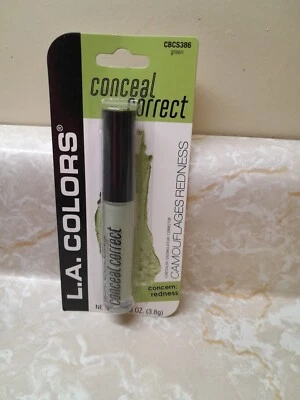 CBCS386
green
conceal
correct
L.A. COLORS®
CAMOUFLAGES REDNESS
conceal correct
concern:
redness
OZ. (3.8g)